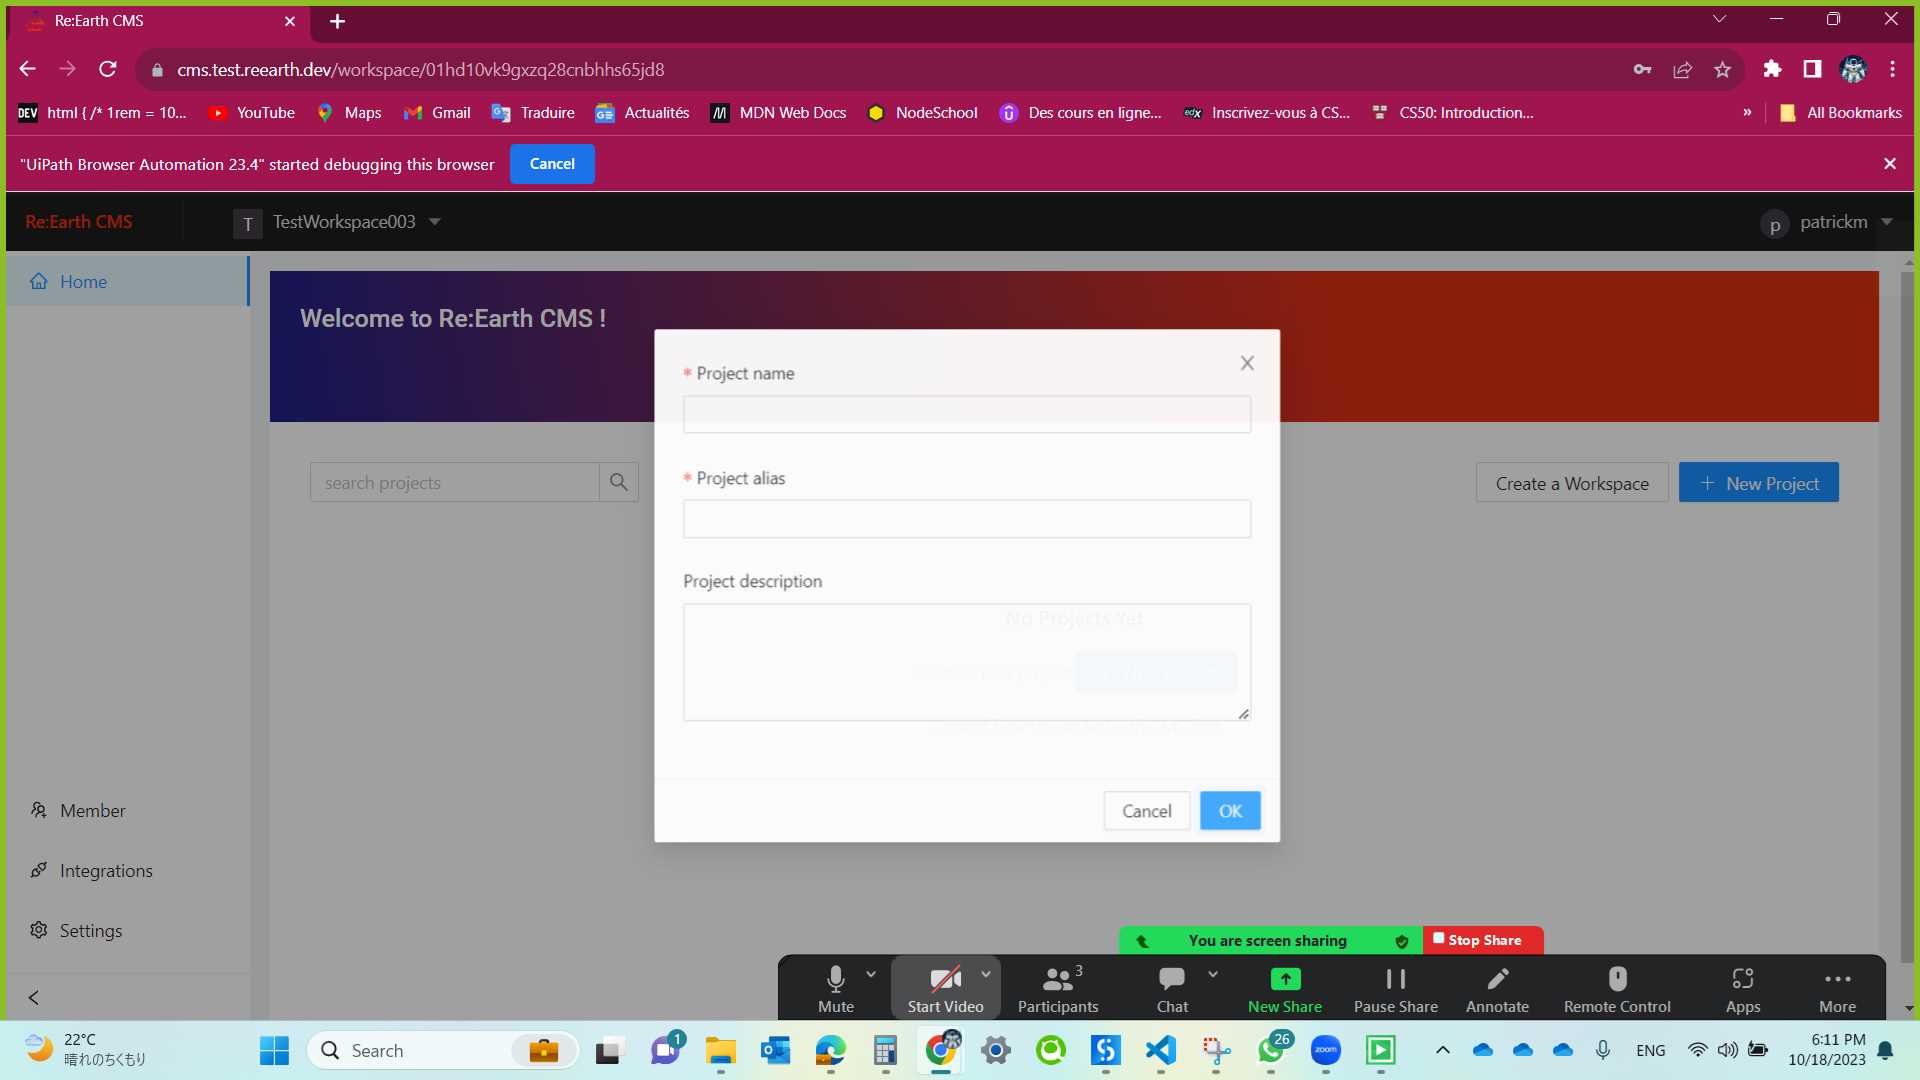 Re:Earth CMS
cms.test.reearth.dev/workspace/01hd10vk9gxzq28cnbhhs65jd8
DEV html { /* 1rem = 10... YouTube Maps Gmail Traduire Actualités MDN Web Docs NodeSchool Des cours en ligne... edX Inscrivez-vous à CS... CS50: Introduction... » All Bookmarks
"UiPath Browser Automation 23.4" started debugging this browser Cancel
Re:Earth CMS T TestWorkspace003 p patrickm
Home
Welcome to Re:Earth CMS !
* Project name
search projects
* Project alias
Create a Workspace + New Project
Project description
No Projects Yet
Cancel OK
Member
Integrations
Settings
You are screen sharing Stop Share
Mute Start Video Participants 3 Chat New Share Pause Share Annotate Remote Control Apps More
22°C
晴れのちくもり
Search
1
26
zoom
ENG
6:11 PM
10/18/2023